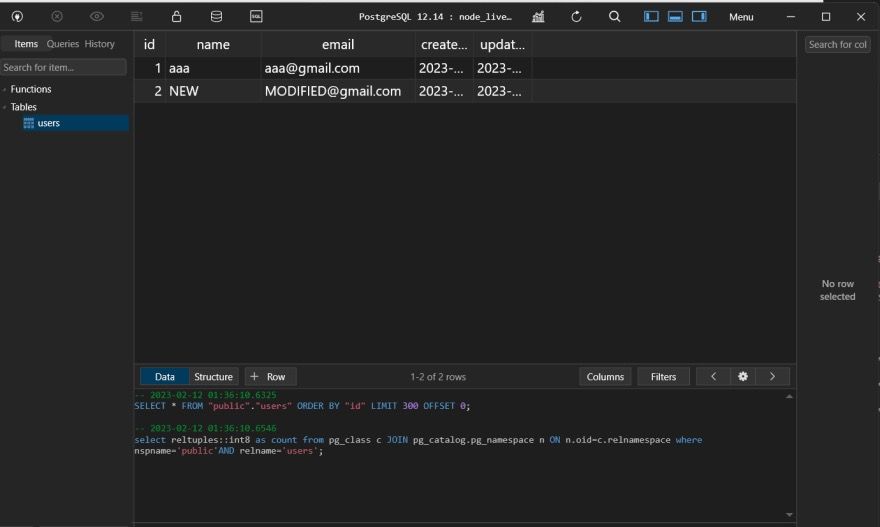 SQL
PostgreSQL 12.14 : node_live…
Menu
Items Queries History
Search for item...
Functions
Tables
users
id name email create… updat…
1 aaa aaa@gmail.com 2023-… 2023-…
2 NEW MODIFIED@gmail.com 2023-… 2023-…
Search for col
No row
selected
Data Structure + Row 1-2 of 2 rows Columns Filters
-- 2023-02-12 01:36:10.6325
SELECT * FROM "public"."users" ORDER BY "id" LIMIT 300 OFFSET 0;
-- 2023-02-12 01:36:10.6546
select reltuples::int8 as count from pg_class c JOIN pg_catalog.pg_namespace n ON n.oid=c.relnamespace where
nspname='public'AND relname='users';